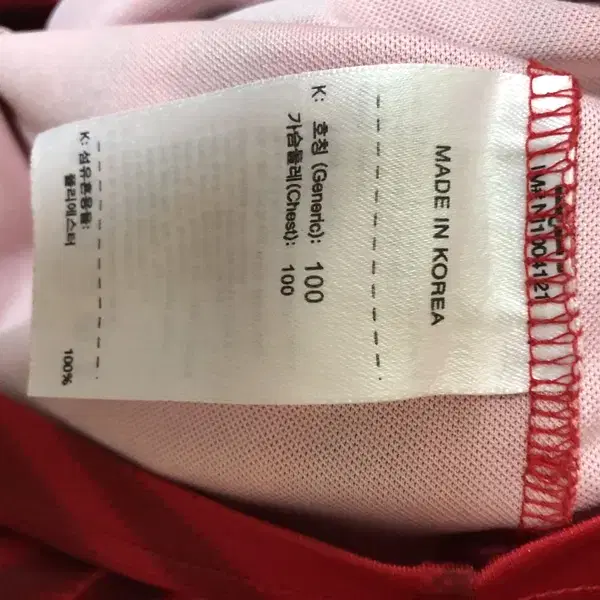 MADE IN KOREA
K: 호칭 (Generic): 100
가슴둘레(Chest): 100
K: 섬유혼용률:
폴리에스터 100%